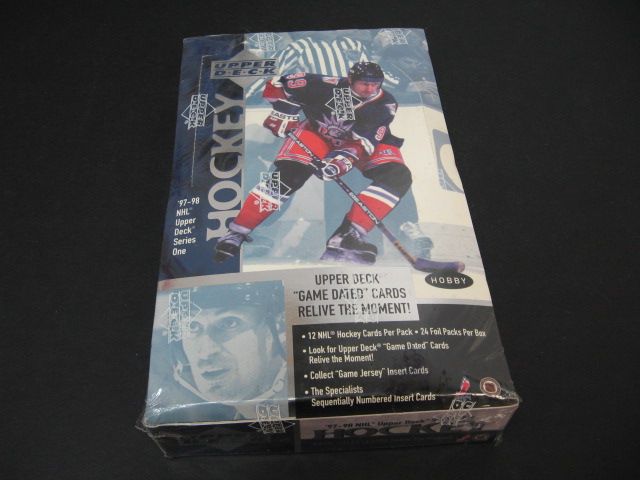 UPPER
DECK
HOCKEY
'97-98
NHL®
Upper
Deck®
Series
One
UPPER DECK
"GAME DATED" CARDS
RELIVE THE MOMENT!
HOBBY
• 12 NHL® Hockey Cards Per Pack • 24 Foil Packs Per Box
• Look for Upper Deck® "Game Dated" Cards
Relive the Moment!
• Collect "Game Jersey" Insert Cards
• The Specialists
Sequentially Numbered Insert Cards
'97-98 NHL® Upper Deck
HOCKEY